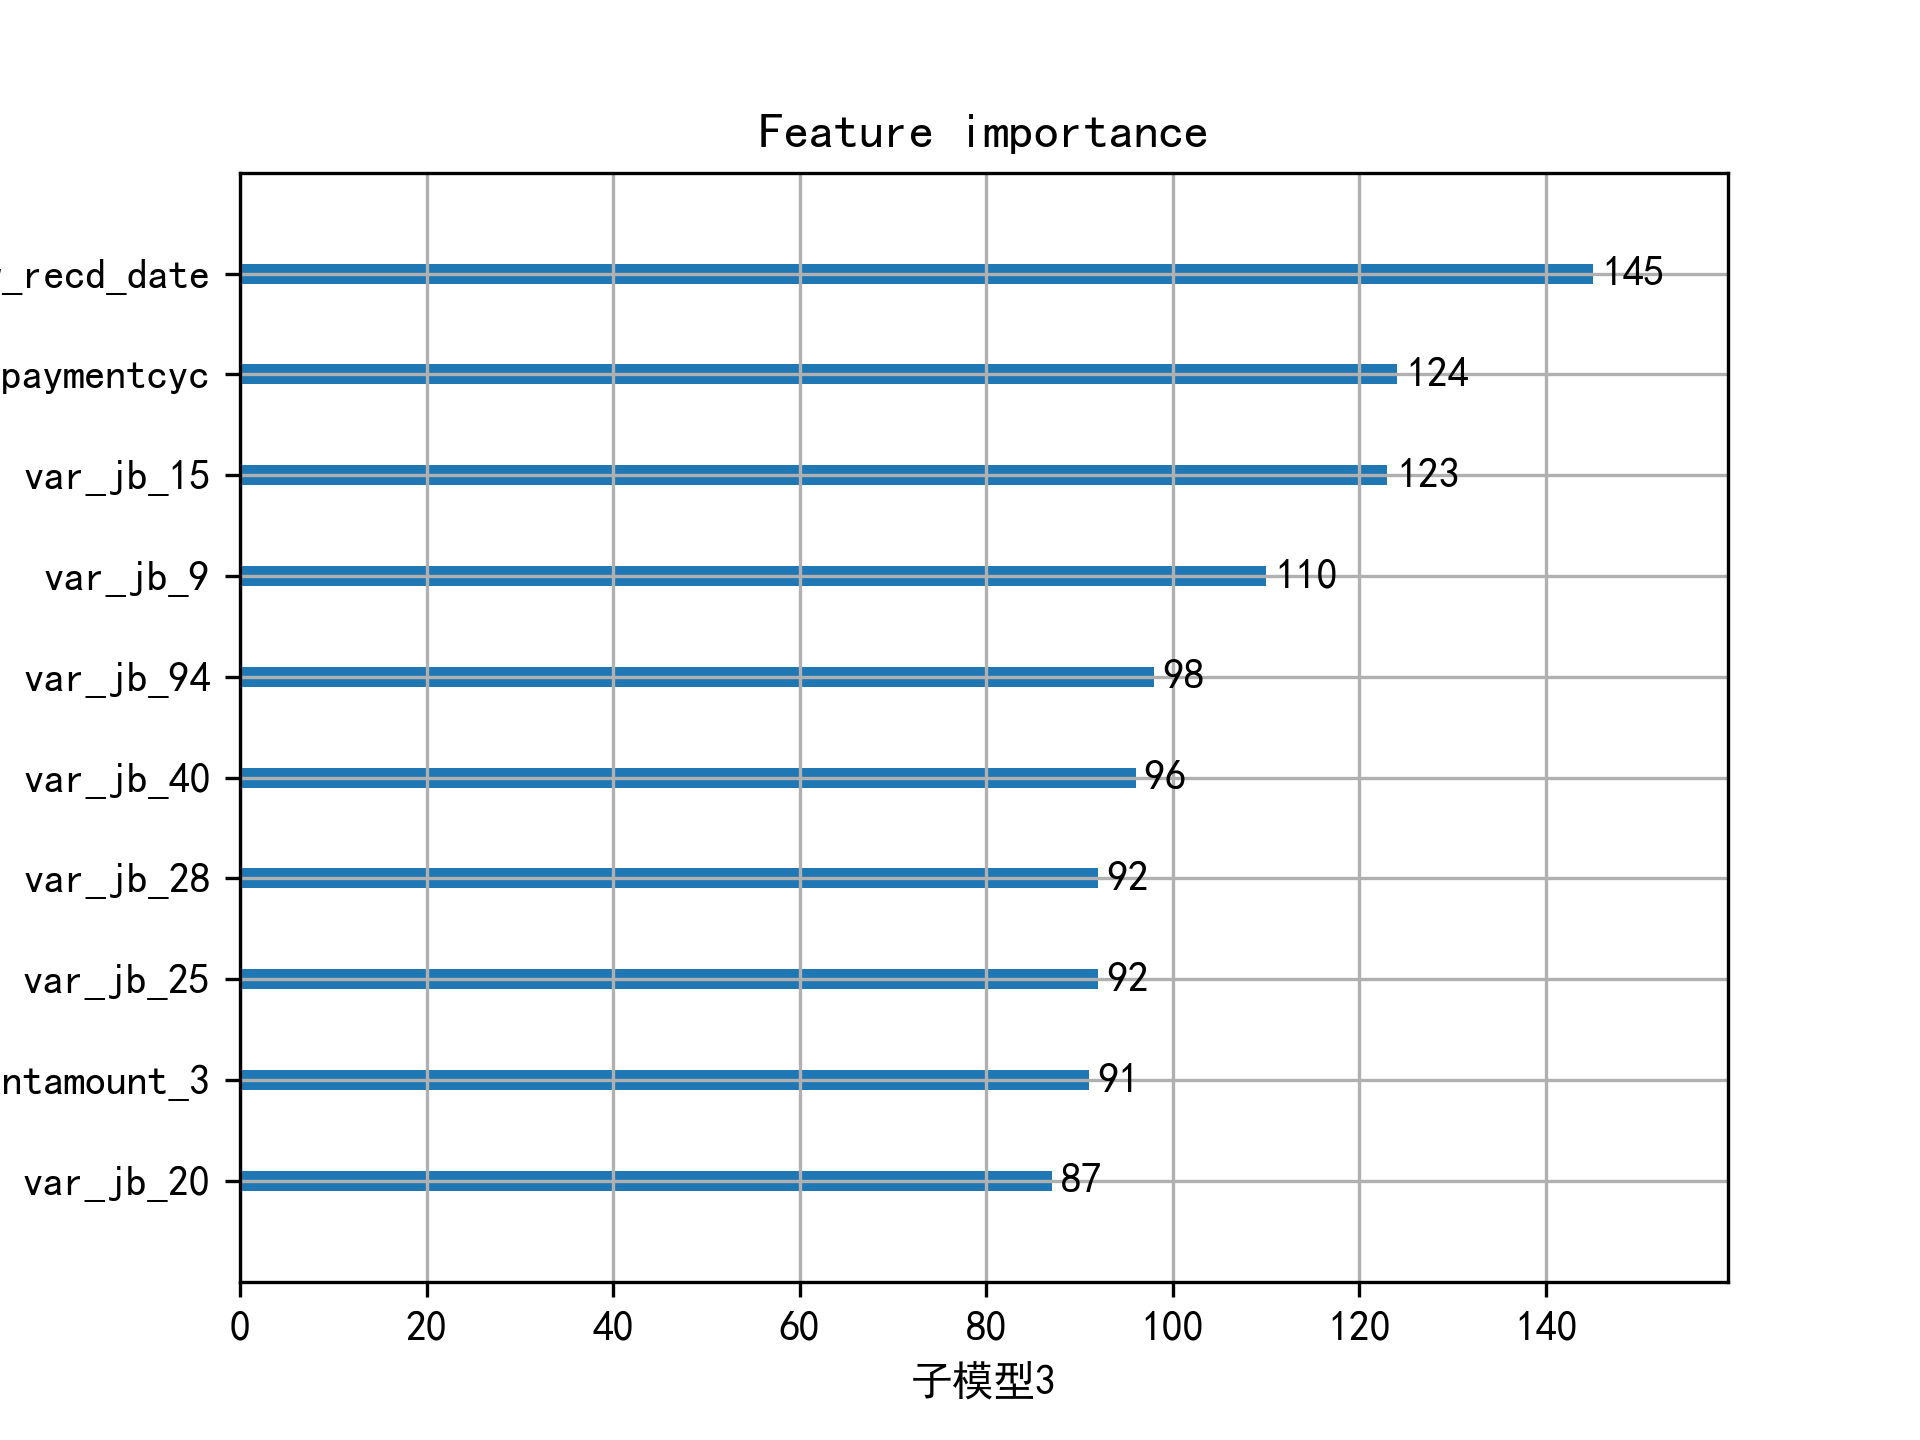 Feature importance
_recd_date 145
paymentcyc 124
var_jb_15 123
var_jb_9 110
var_jb_94 98
var_jb_40 96
var_jb_28 92
var_jb_25 92
ntamount_3 91
var_jb_20 87
0 20 40 60 80 100 120 140
子模型3